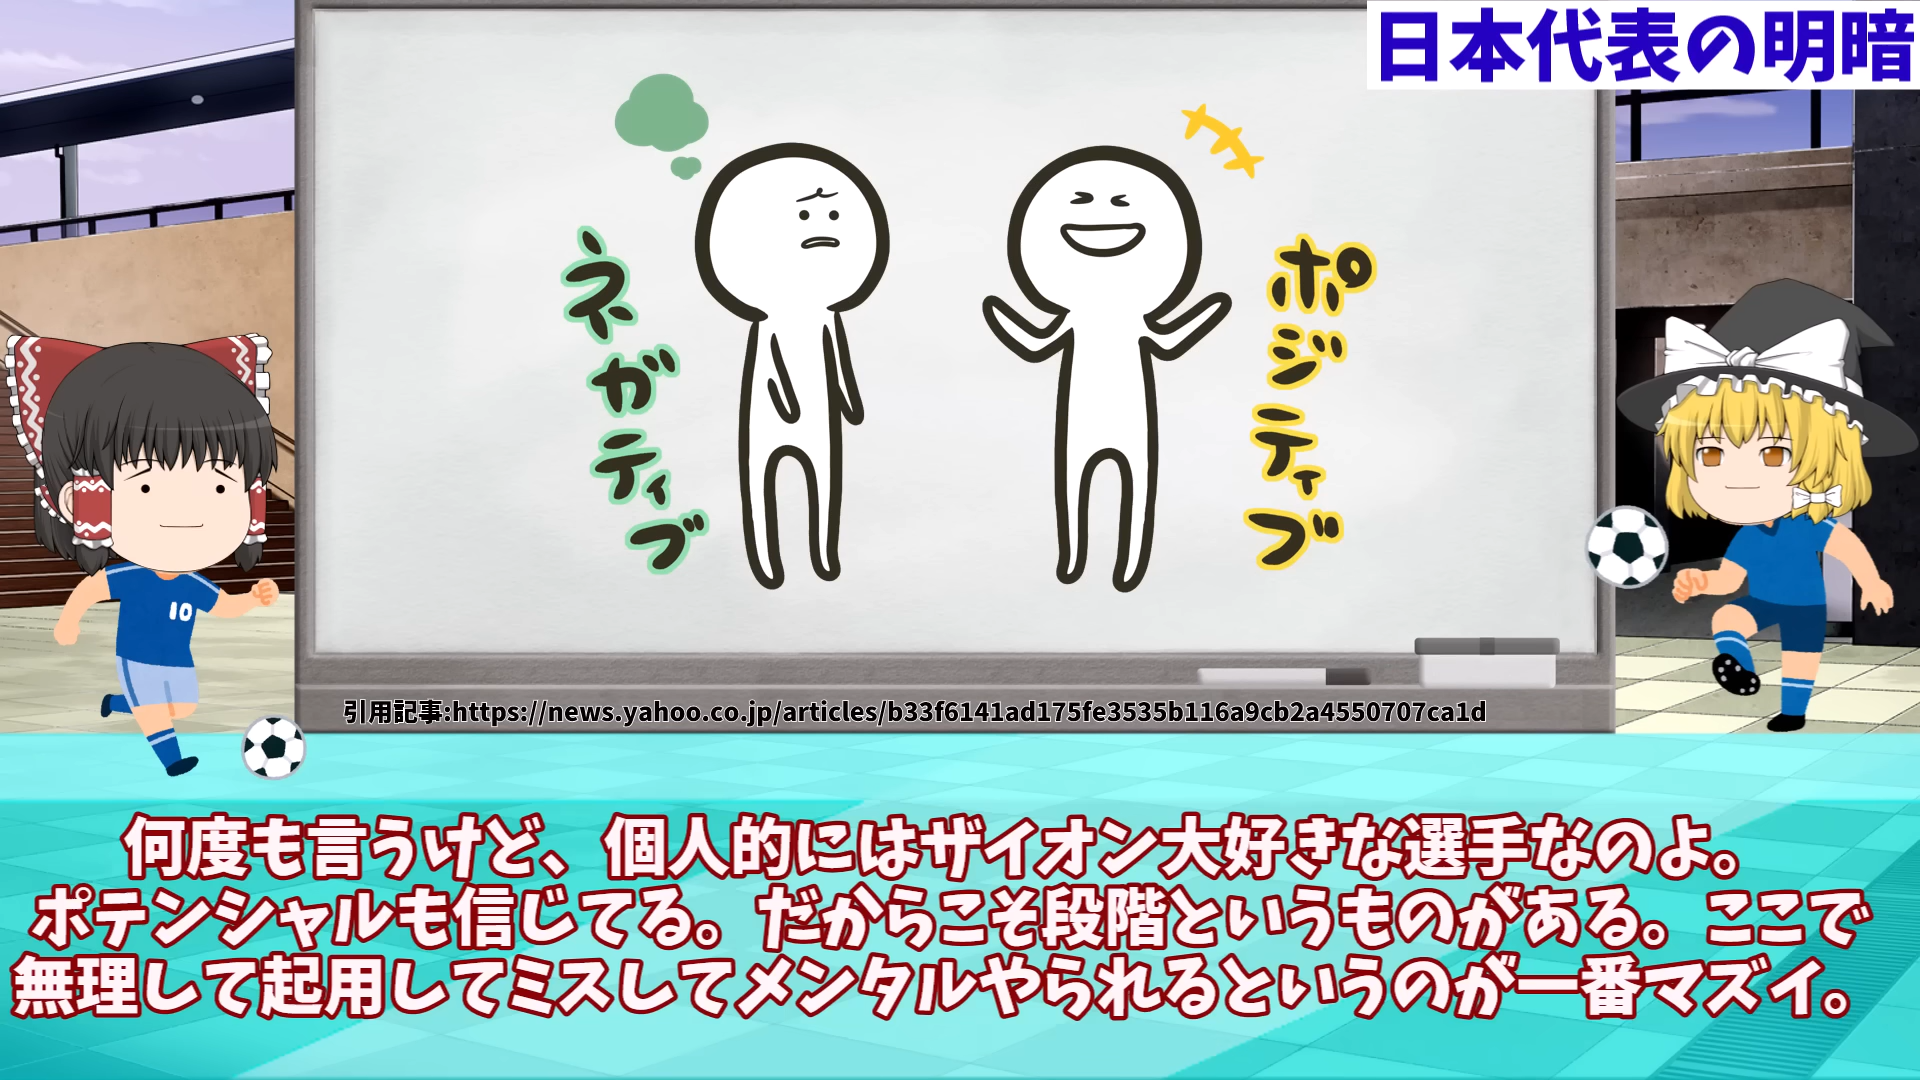 日本代表の明暗
ネガティブ
ポジティブ
10
引用記事:https://news.yahoo.co.jp/articles/b33f6141ad175fe3535b116a9cb2a4550707ca1d
何度も言うけど、個人的にはザイオン大好きな選手なのよ。
ポテンシャルも信じてる。だからこそ段階というものがある。ここで
無理して起用してミスしてメンタルやられるというのが一番マズイ。